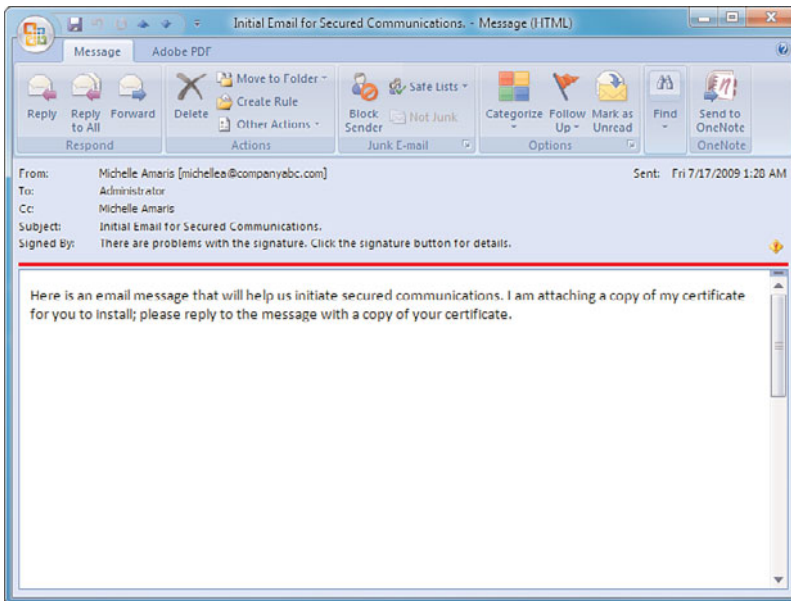 Initial Email for Secured Communications. - Message (HTML)
Message Adobe PDF
Reply Reply to All Forward
Respond
Delete Move to Folder
Create Rule
Other Actions
Actions
Block Sender Safe Lists
Not Junk
Junk E-mail
Categorize Follow Up Mark as Unread
Options
Find
Send to OneNote
OneNote
From: Michelle Amaris [michellea@companyabc.com] Sent: Fri 7/17/2009 1:28 AM
To: Administrator
Cc: Michelle Amaris
Subject: Initial Email for Secured Communications.
Signed By: There are problems with the signature. Click the signature button for details.
Here is an email message that will help us initiate secured communications. I am attaching a copy of my certificate
for you to install; please reply to the message with a copy of your certificate.